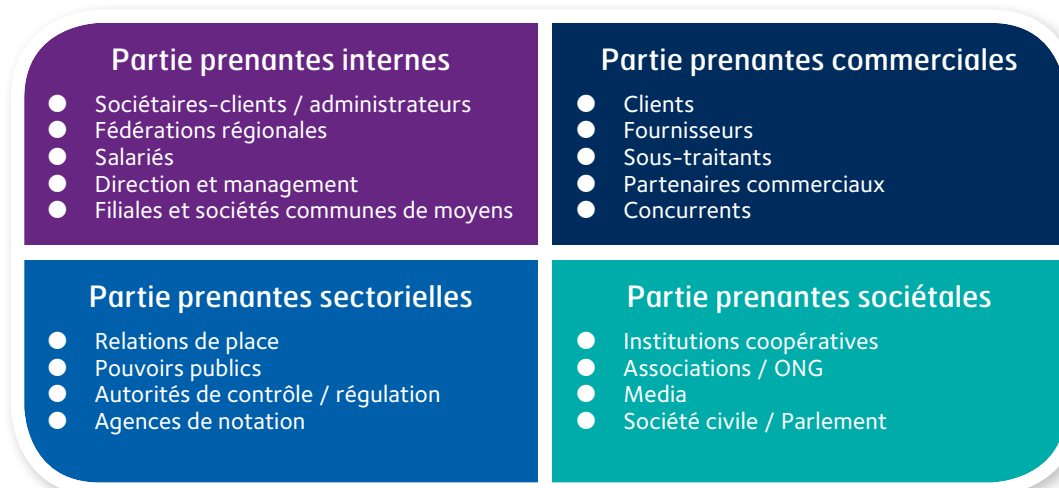 Partie prenantes internes
● Sociétaires-clients / administrateurs
● Fédérations régionales
● Salariés
● Direction et management
● Filiales et sociétés communes de moyens
Partie prenantes commerciales
● Clients
● Fournisseurs
● Sous-traitants
● Partenaires commerciaux
● Concurrents
Partie prenantes sectorielles
● Relations de place
● Pouvoirs publics
● Autorités de contrôle / régulation
● Agences de notation
Partie prenantes sociétales
● Institutions coopératives
● Associations / ONG
● Media
● Société civile / Parlement